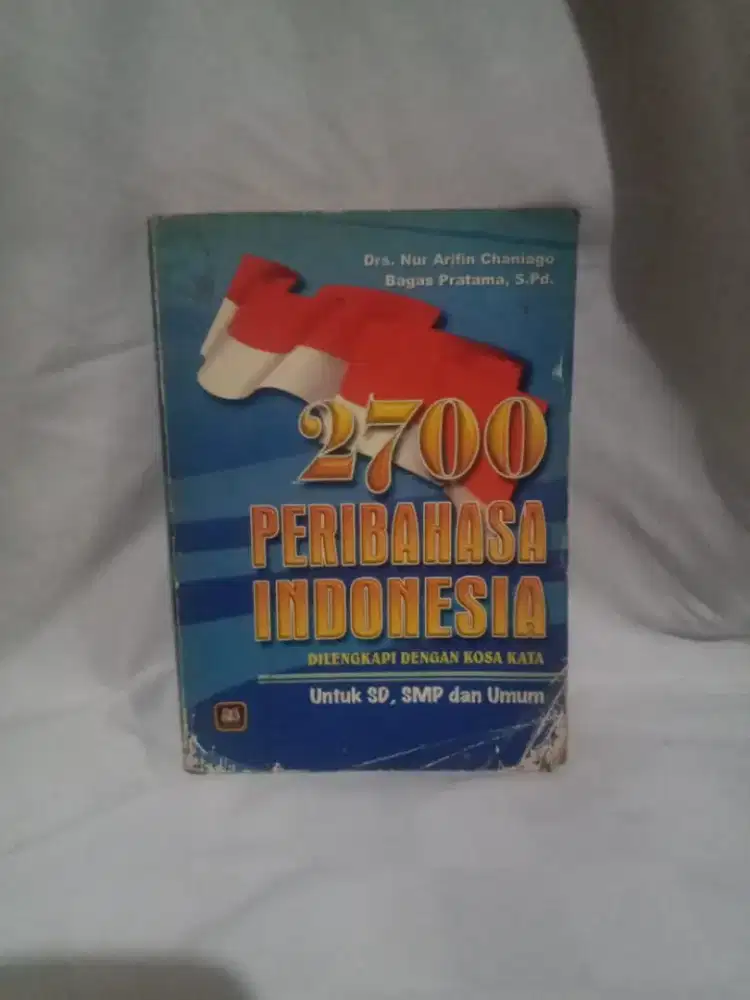 Drs. Nur Arifin Chaniago
Bagas Pratama, S.Pd.
2700
PERIBAHASA
INDONESIA
DILENGKAPI DENGAN KOSA KATA
Untuk SD, SMP dan Umum